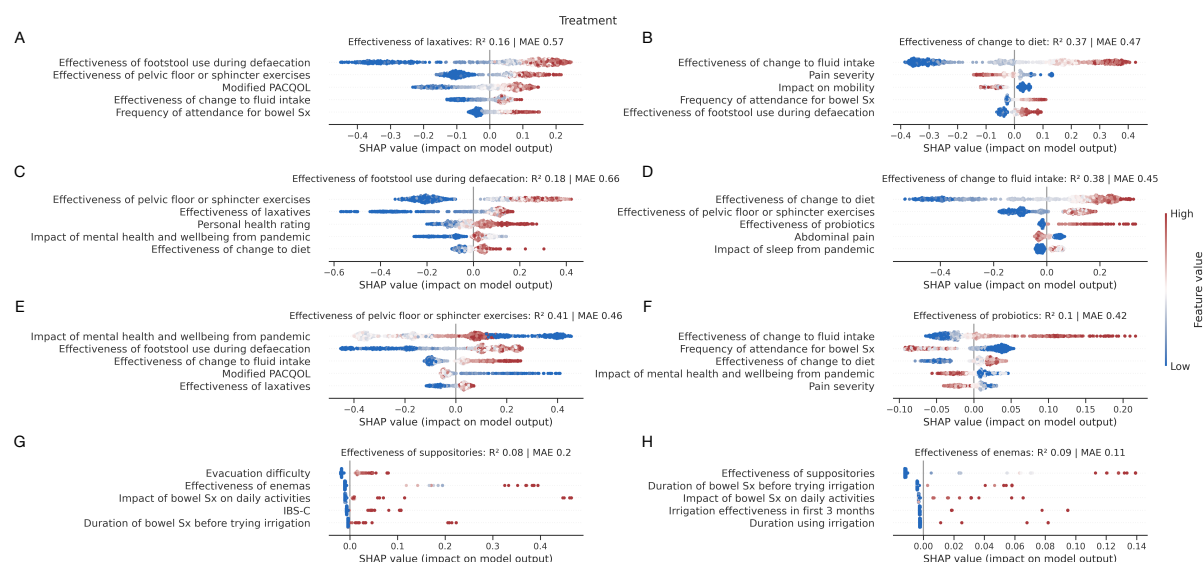 Treatment
A
Effectiveness of laxatives: R² 0.16 | MAE 0.57
Effectiveness of footstool use during defaecation
Effectiveness of pelvic floor or sphincter exercises
Modified PACQOL
Effectiveness of change to fluid intake
Frequency of attendance for bowel Sx
−0.4 −0.3 −0.2 −0.1 0.0 0.1 0.2
SHAP value (impact on model output)
B
Effectiveness of change to diet: R² 0.37 | MAE 0.47
Effectiveness of change to fluid intake
Pain severity
Impact on mobility
Frequency of attendance for bowel Sx
Effectiveness of footstool use during defaecation
−0.4 −0.3 −0.2 −0.1 0.0 0.1 0.2 0.3 0.4
SHAP value (impact on model output)
C
Effectiveness of footstool use during defaecation: R² 0.18 | MAE 0.66
Effectiveness of pelvic floor or sphincter exercises
Effectiveness of laxatives
Personal health rating
Impact of mental health and wellbeing from pandemic
Effectiveness of change to diet
−0.6 −0.4 −0.2 0.0 0.2 0.4
SHAP value (impact on model output)
D
Effectiveness of change to fluid intake: R² 0.38 | MAE 0.45
Effectiveness of change to diet
Effectiveness of pelvic floor or sphincter exercises
Effectiveness of probiotics
Abdominal pain
Impact of sleep from pandemic
−0.4 −0.2 0.0 0.2
SHAP value (impact on model output)
High
Feature value
Low
E
Effectiveness of pelvic floor or sphincter exercises: R² 0.41 | MAE 0.46
Impact of mental health and wellbeing from pandemic
Effectiveness of footstool use during defaecation
Effectiveness of change to fluid intake
Modified PACQOL
Effectiveness of laxatives
−0.4 −0.2 0.0 0.2 0.4
SHAP value (impact on model output)
F
Effectiveness of probiotics: R² 0.1 | MAE 0.42
Effectiveness of change to fluid intake
Frequency of attendance for bowel Sx
Effectiveness of change to diet
Impact of mental health and wellbeing from pandemic
Pain severity
−0.10 −0.05 0.00 0.05 0.10 0.15 0.20
SHAP value (impact on model output)
G
Effectiveness of suppositories: R² 0.08 | MAE 0.2
Evacuation difficulty
Effectiveness of enemas
Impact of bowel Sx on daily activities
IBS-C
Duration of bowel Sx before trying irrigation
0.0 0.1 0.2 0.3 0.4
SHAP value (impact on model output)
H
Effectiveness of enemas: R² 0.09 | MAE 0.11
Effectiveness of suppositories
Duration of bowel Sx before trying irrigation
Impact of bowel Sx on daily activities
Irrigation effectiveness in first 3 months
Duration using irrigation
0.00 0.02 0.04 0.06 0.08 0.10 0.12 0.14
SHAP value (impact on model output)